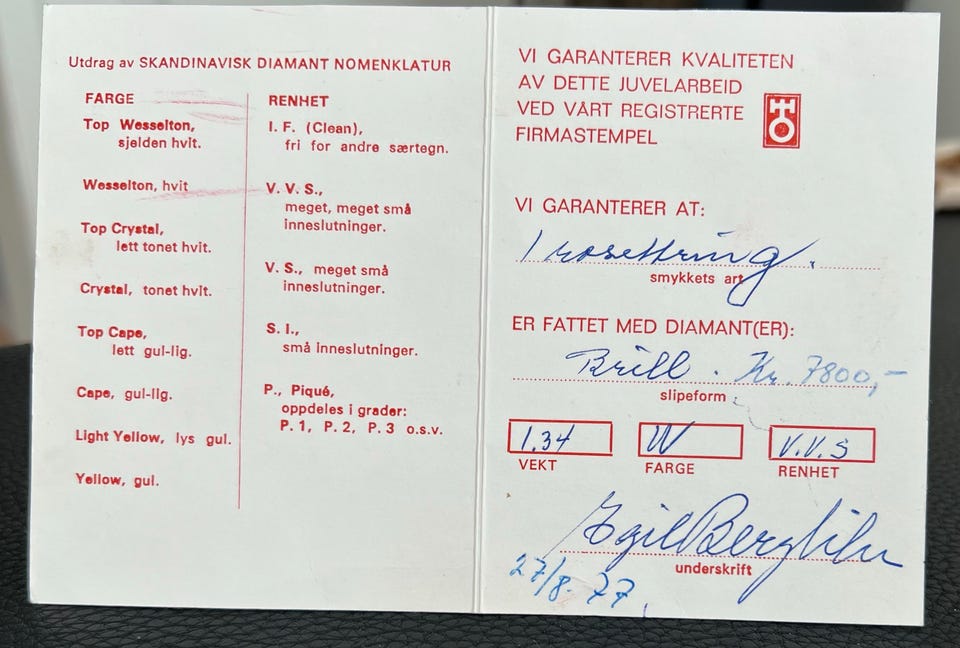 Utdrag av SKANDINAVISK DIAMANT NOMENKLATUR
FARGE
Top Wesselton,
sjelden hvit.
Wesselton, hvit
Top Crystal,
lett tonet hvit.
Crystal, tonet hvit.
Top Cape,
lett gul-lig.
Cape, gul-lig.
Light Yellow, lys gul.
Yellow, gul.
RENHET
I. F. (Clean),
fri for andre særtegn.
V. V. S.,
meget, meget små
inneslutninger.
V. S., meget små
inneslutninger.
S. I.,
små inneslutninger.
P., Piqué,
oppdeles i grader:
P. 1, P. 2, P. 3 o.s.v.
VI GARANTERER KVALITETEN
AV DETTE JUVELARBEID
VED VÅRT REGISTRERTE
FIRMASTEMPEL
VI GARANTERER AT:
1 rosettring.
smykkets art
ER FATTET MED DIAMANT(ER):
Brill. Kr. 7800,-
slipeform
1.34 W V.V.S
VEKT FARGE RENHET
Egil
underskrift
27/8. 77